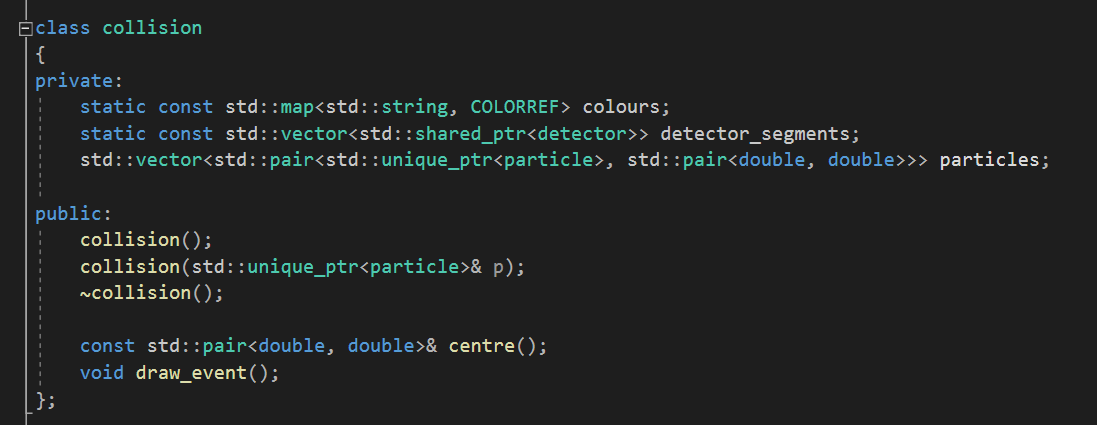 class collision
{
private:
    static const std::map<std::string, COLORREF> colours;
    static const std::vector<std::shared_ptr<detector>> detector_segments;
    std::vector<std::pair<std::unique_ptr<particle>, std::pair<double, double>>> particles;
public:
    collision();
    collision(std::unique_ptr<particle>& p);
    ~collision();
    const std::pair<double, double>& centre();
    void draw_event();
};